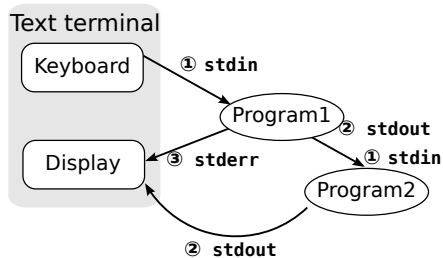 Text terminal
Keyboard
① stdin
Program1
② stdout
Display
③ stderr
① stdin
Program2
② stdout